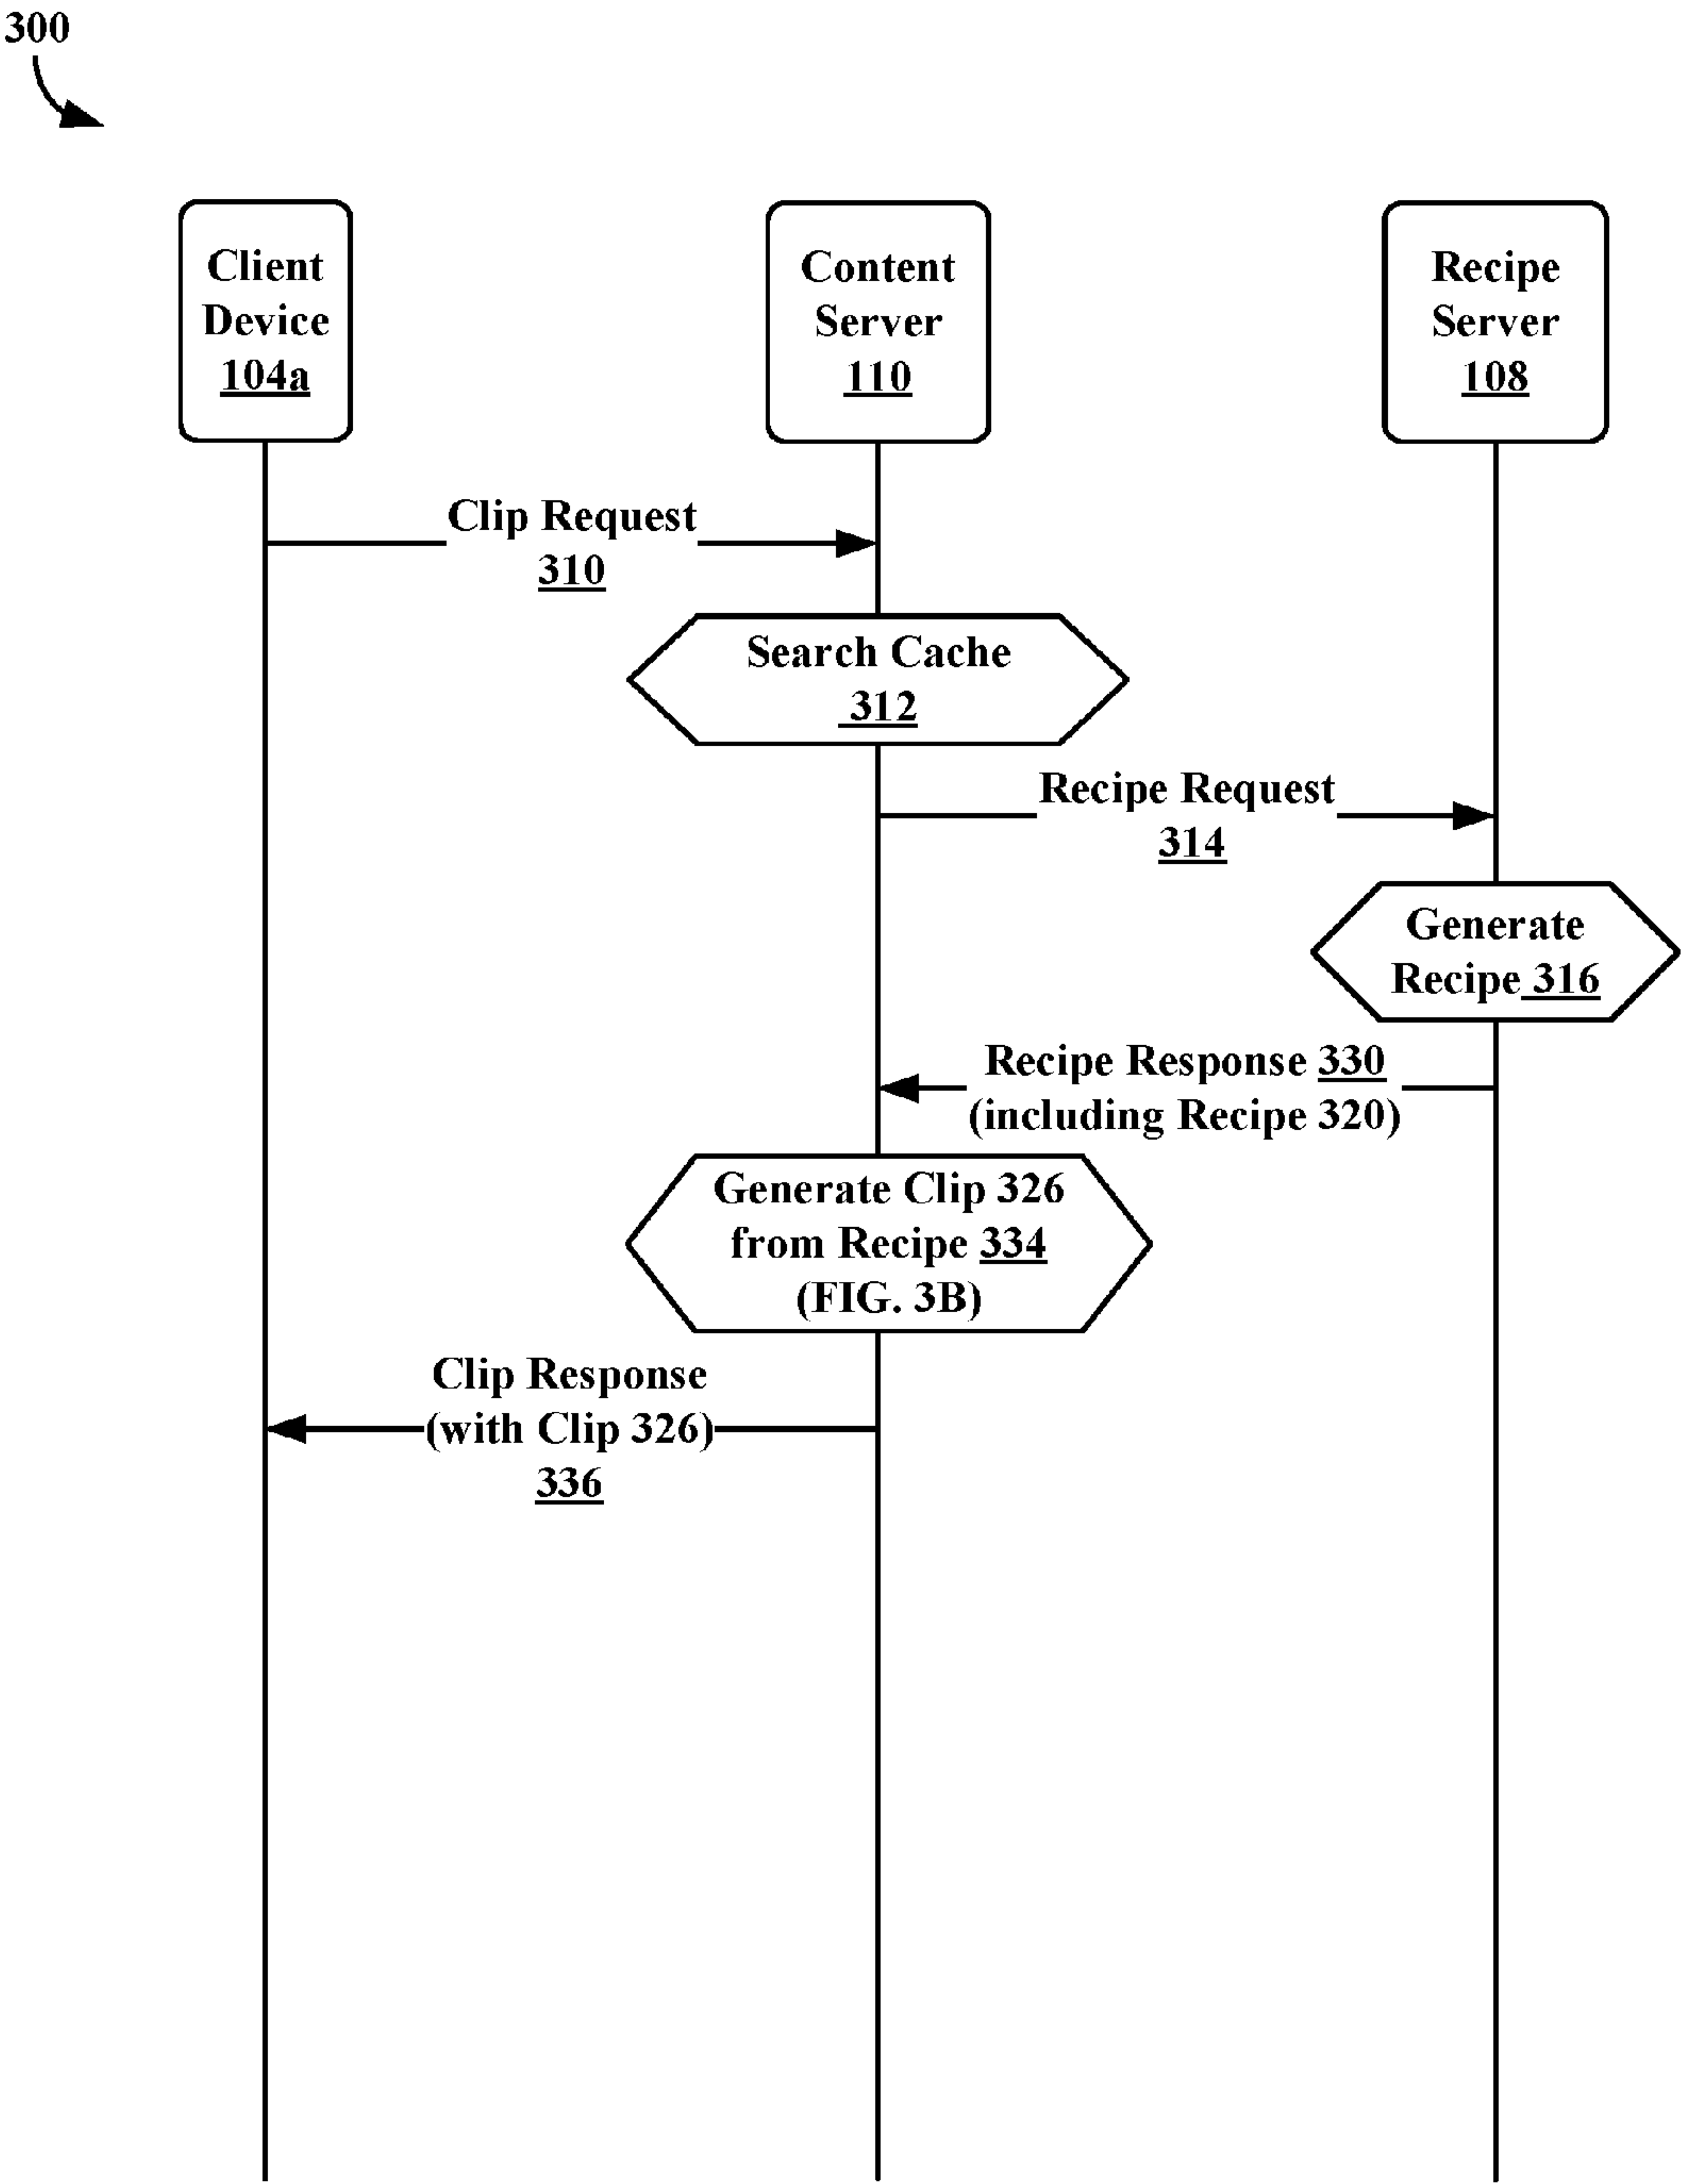 300
Client
Device
104a
Content
Server
110
Recipe
Server
108
Clip Request
310
Search Cache
312
Recipe Request
314
Generate
Recipe 316
Recipe Response 330
(including Recipe 320)
Generate Clip 326
from Recipe 334
(FIG. 3B)
Clip Response
(with Clip 326)
336